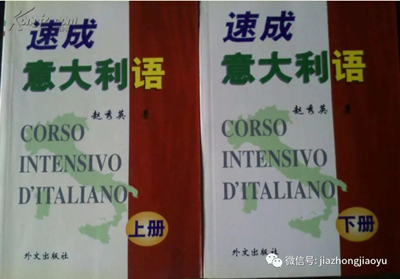 速成
意大利语
赵秀英 著
CORSO
INTENSIVO
D'ITALIANO
上册
外文出版社
速成
意大利语
赵秀英 著
CORSO
INTENSIVO
D'ITALIANO
下册
外文出版社
微信号: jiazhongjiaoyu